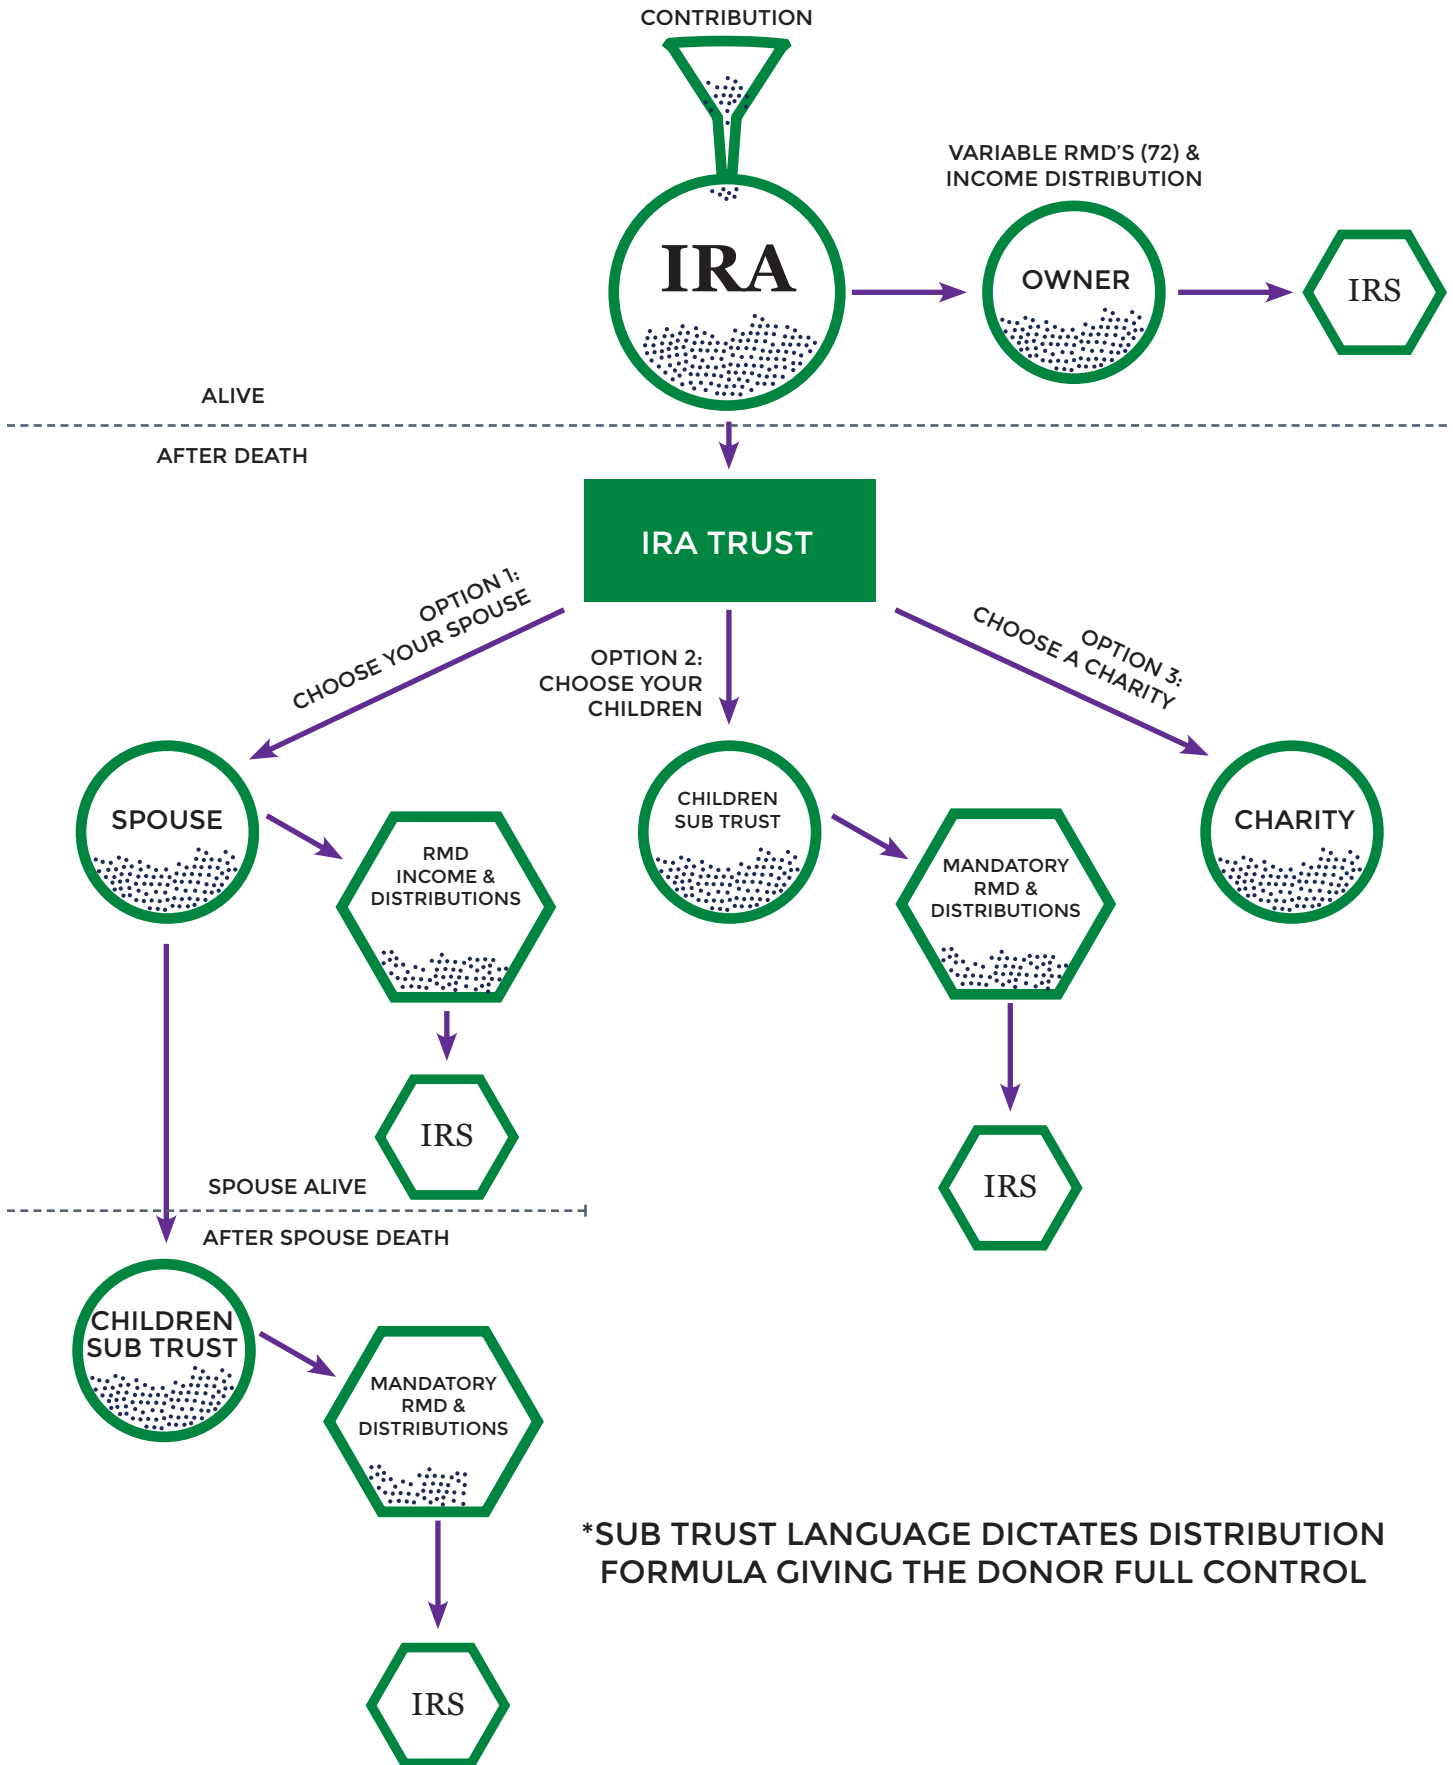 CONTRIBUTION
VARIABLE RMD'S (72) &
INCOME DISTRIBUTION
IRA
OWNER
IRS
ALIVE
AFTER DEATH
IRA TRUST
OPTION 1:
CHOOSE YOUR SPOUSE
OPTION 2:
CHOOSE YOUR
CHILDREN
OPTION 3:
CHOOSE A CHARITY
SPOUSE
RMD
INCOME &
DISTRIBUTIONS
IRS
CHILDREN
SUB TRUST
MANDATORY
RMD &
DISTRIBUTIONS
IRS
CHARITY
SPOUSE ALIVE
AFTER SPOUSE DEATH
CHILDREN
SUB TRUST
MANDATORY
RMD &
DISTRIBUTIONS
IRS
*SUB TRUST LANGUAGE DICTATES DISTRIBUTION
FORMULA GIVING THE DONOR FULL CONTROL